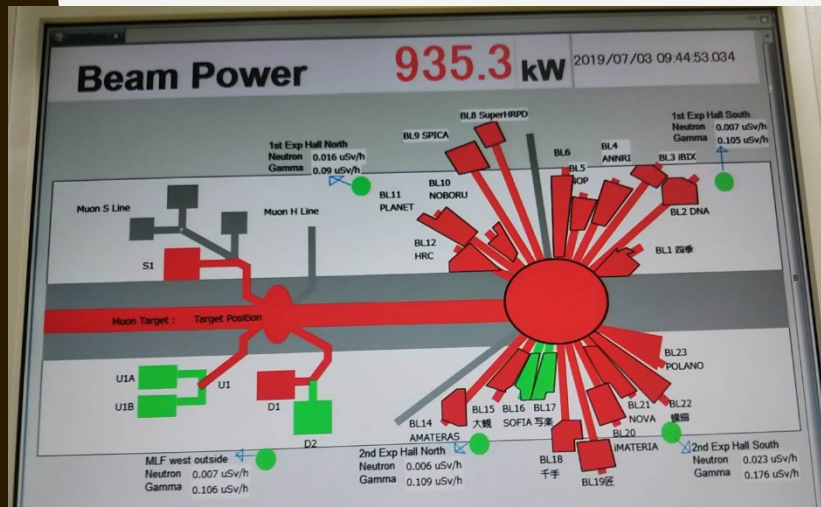 Beam Power
935.3 kW
2019/07/03 09:44:53.034
BL8 SuperHRPD
BL9 SPICA
1st Exp Hall North
Neutron 0.016 uSv/h
Gamma 0.09 uSv/h
1st Exp Hall South
Neutron 0.007 uSv/h
Gamma 0.105 uSv/h
BL6
BL5
NOP
BL4
ANNRI
BL3 iBIX
BL2 DNA
BL1 四季
BL11
PLANET
BL10
NOBORU
BL12
HRC
Muon S Line
Muon H Line
S1
Muon Target : Target Position
U1A
U1B
U1
D1
D2
BL23
POLANO
BL22
螺鈿
BL21
NOVA
BL20
iMATERIA
BL19匠
BL18
千手
BL17
写楽
BL16
SOFIA
BL15
大観
BL14
AMATERAS
MLF west outside
Neutron 0.007 uSv/h
Gamma 0.106 uSv/h
2nd Exp Hall North
Neutron 0.006 uSv/h
Gamma 0.109 uSv/h
2nd Exp Hall South
Neutron 0.023 uSv/h
Gamma 0.176 uSv/h